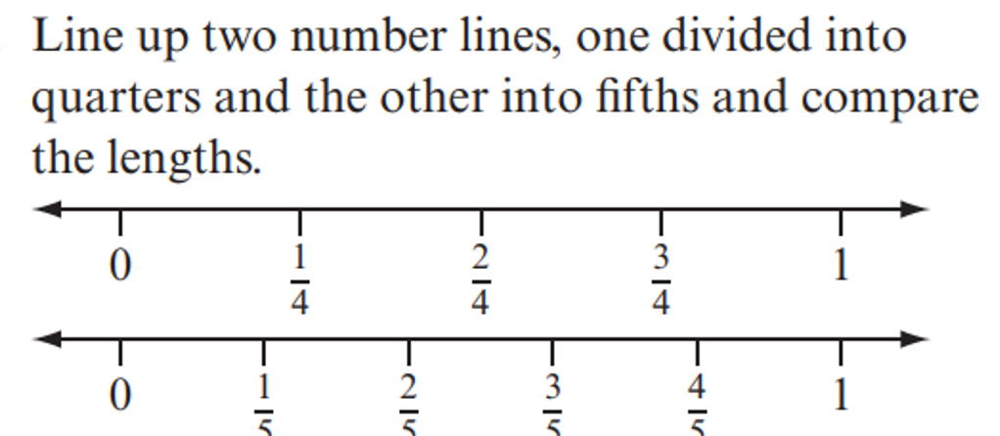 Line up two number lines, one divided into
quarters and the other into fifths and compare
the lengths.
0 1/4 2/4 3/4 1
0 1/5 2/5 3/5 4/5 1